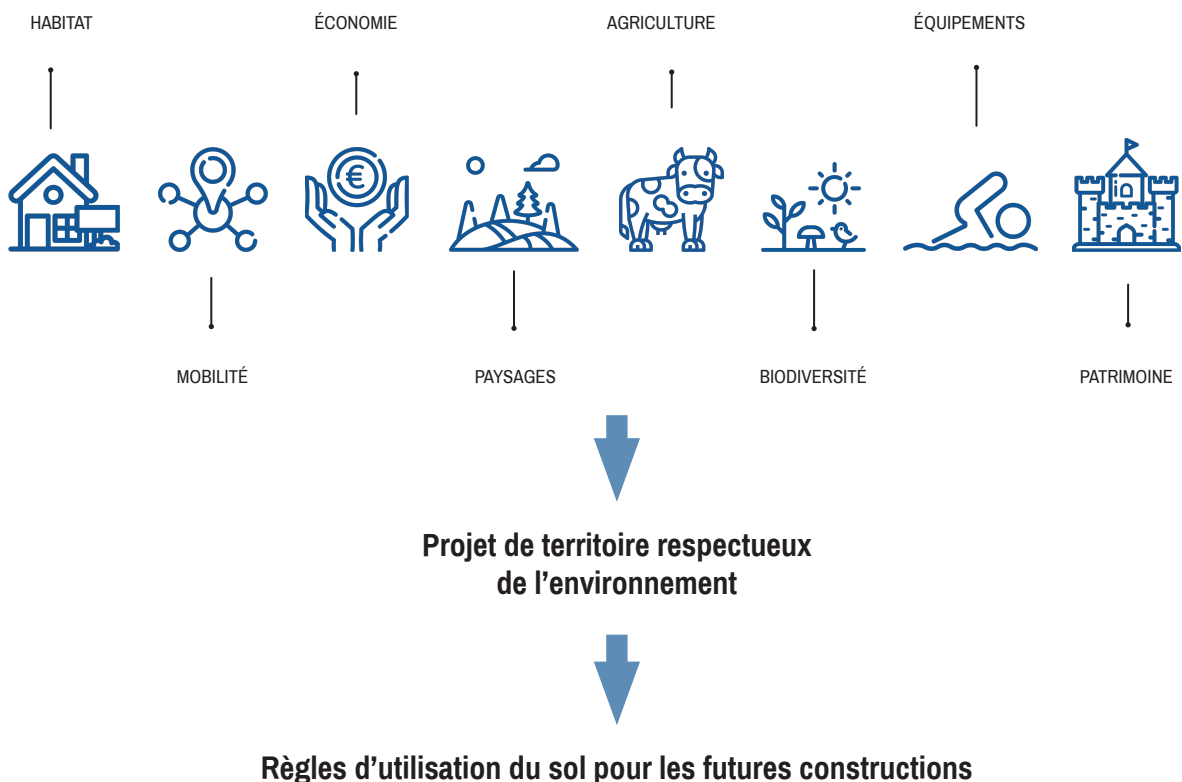 HABITAT
ÉCONOMIE
AGRICULTURE
ÉQUIPEMENTS
€
MOBILITÉ
PAYSAGES
BIODIVERSITÉ
PATRIMOINE
Projet de territoire respectueux
de l’environnement
Règles d’utilisation du sol pour les futures constructions